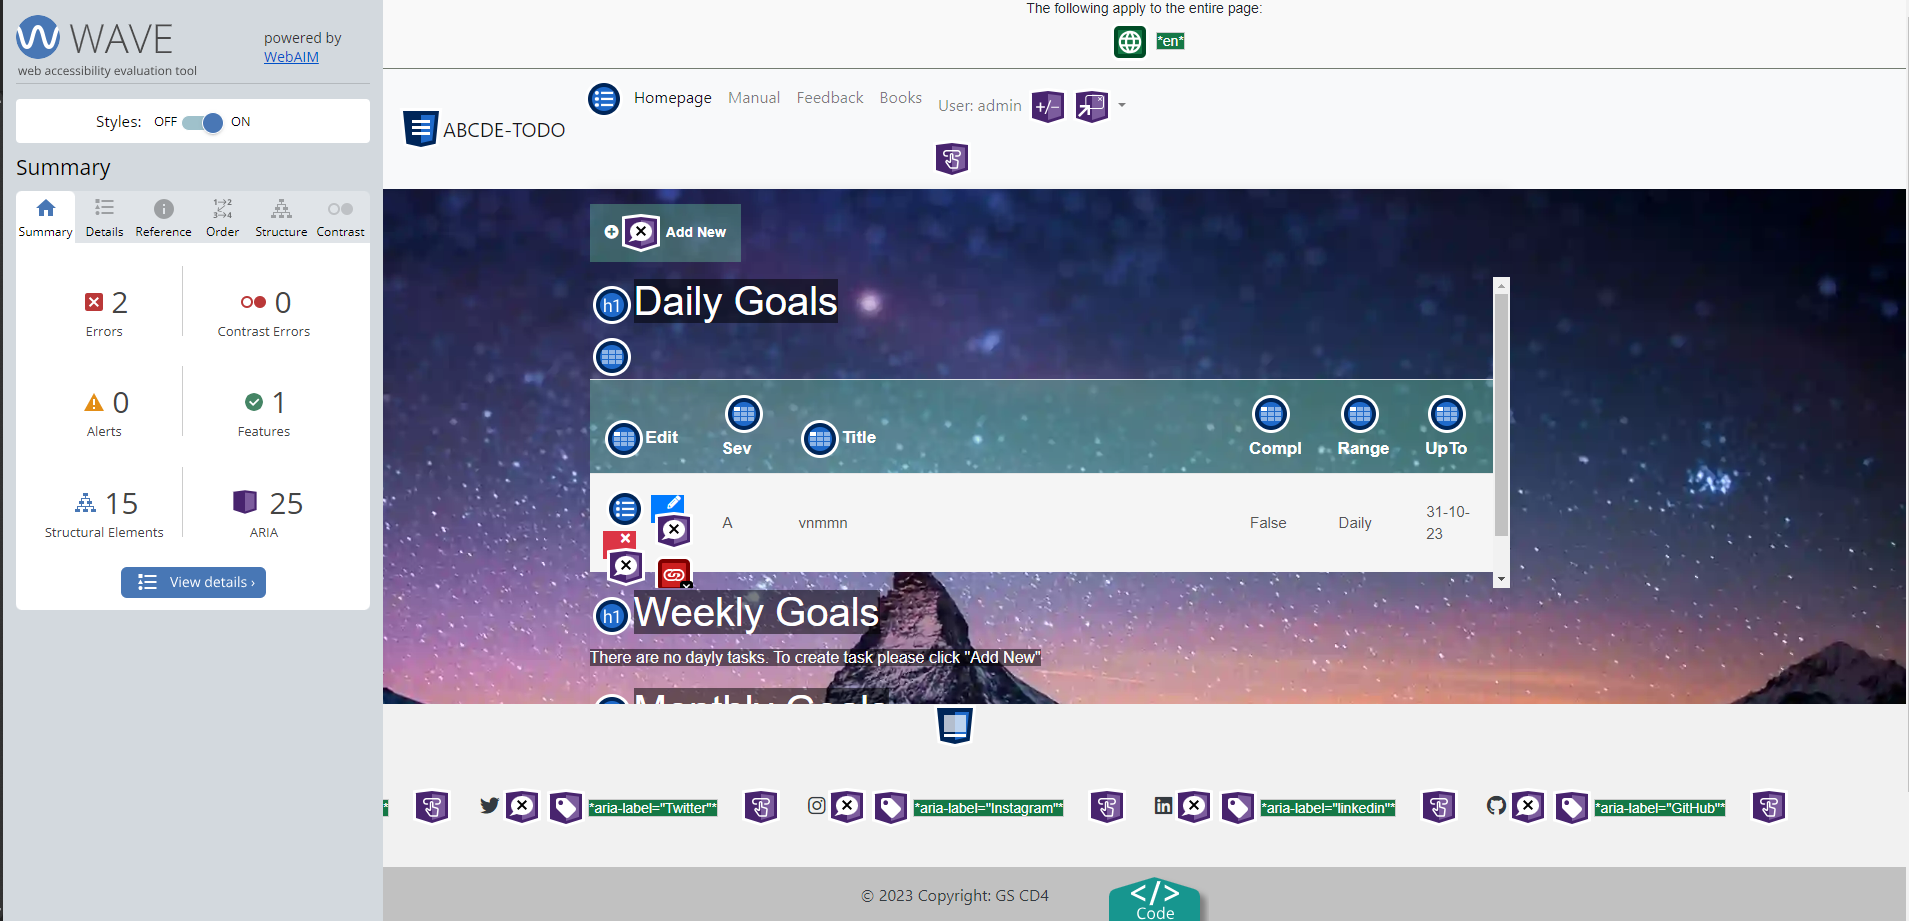 WAVE
powered by
WebAIM
web accessibility evaluation tool
Styles: OFF ON
Summary
Summary Details Reference Order Structure Contrast
2
Errors
0
Contrast Errors
0
Alerts
1
Features
15
Structural Elements
25
ARIA
View details ›
The following apply to the entire page:
*en*
ABCDE-TODO
Homepage Manual Feedback Books User: admin
Add New
h1 Daily Goals
Edit Sev Title Compl Range UpTo
A vnmmn False Daily 31-10-
23
h1 Weekly Goals
There are no dayly tasks. To create task please click "Add New"
Monthly Goals
*aria-label="Twitter"* *aria-label="Instagram"* *aria-label="linkedin"* *aria-label="GitHub"*
© 2023 Copyright: GS CD4
</>
Code